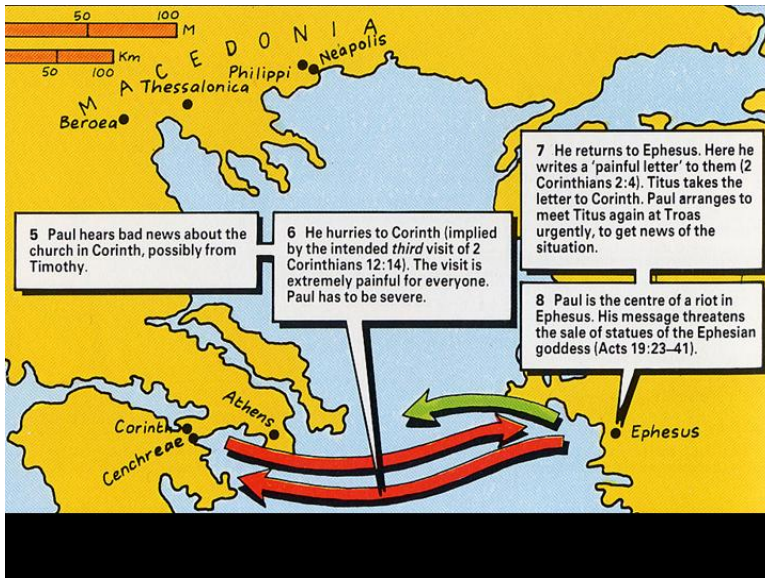 50 100
M
Km
50 100
MACEDONIA
Neapolis
Philippi
Thessalonica
Beroea
7 He returns to Ephesus. Here he
writes a ‘painful letter’ to them (2
Corinthians 2:4). Titus takes the
letter to Corinth. Paul arranges to
meet Titus again at Troas
urgently, to get news of the
situation.
5 Paul hears bad news about the
church in Corinth, possibly from
Timothy.
6 He hurries to Corinth (implied
by the intended third visit of 2
Corinthians 12:14). The visit is
extremely painful for everyone.
Paul has to be severe.
8 Paul is the centre of a riot in
Ephesus. His message threatens
the sale of statues of the Ephesian
goddess (Acts 19:23–41).
Athens
Corinth
Cenchreae
Ephesus